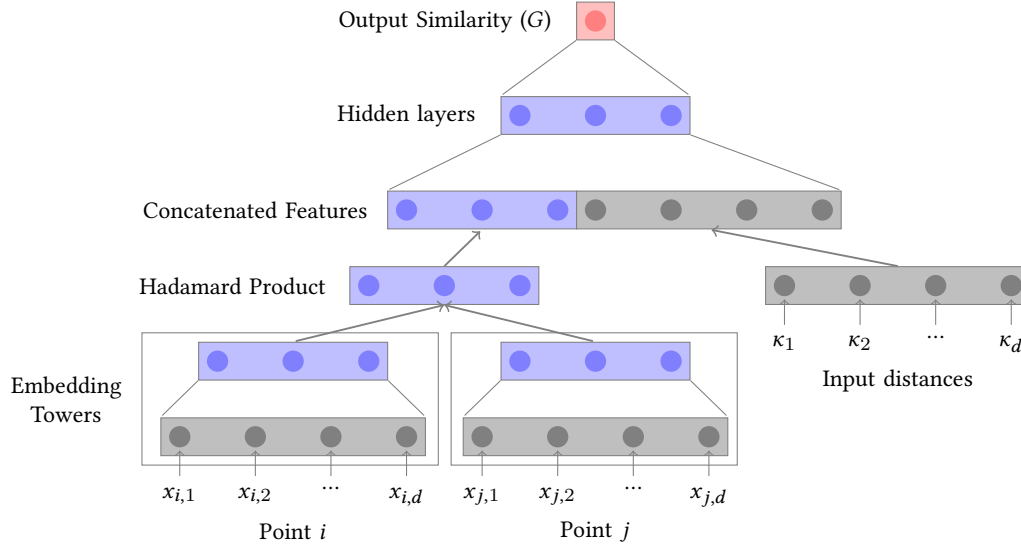 Output Similarity (G)
Hidden layers
Concatenated Features
Hadamard Product
κ1 κ2 ... κd
Input distances
Embedding
Towers
xi,1 xi,2 ... xi,d xj,1 xj,2 ... xj,d
Point i Point j